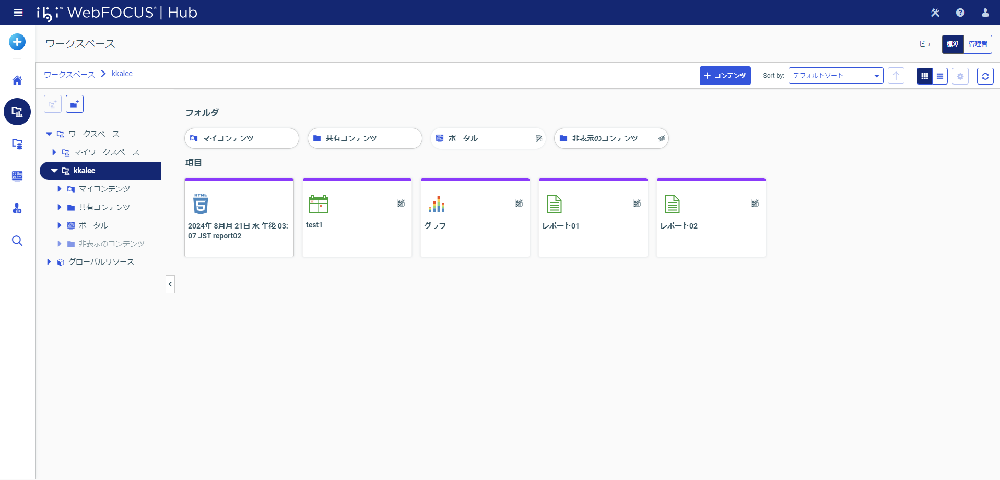 ibi™ WebFOCUS® | Hub
ワークスペース
ビュー 標準 管理者
ワークスペース kkalec
コンテンツ Sort by: デフォルトソート
ワークスペース
マイワークスペース
kkalec
マイコンテンツ
共有コンテンツ
ポータル
非表示のコンテンツ
グローバルリソース
フォルダ
マイコンテンツ 共有コンテンツ ポータル 非表示のコンテンツ
項目
HTML
5
2024年 8月月 21日 水 午後 03:
07 JST report02
test1
グラフ
レポート01
レポート02